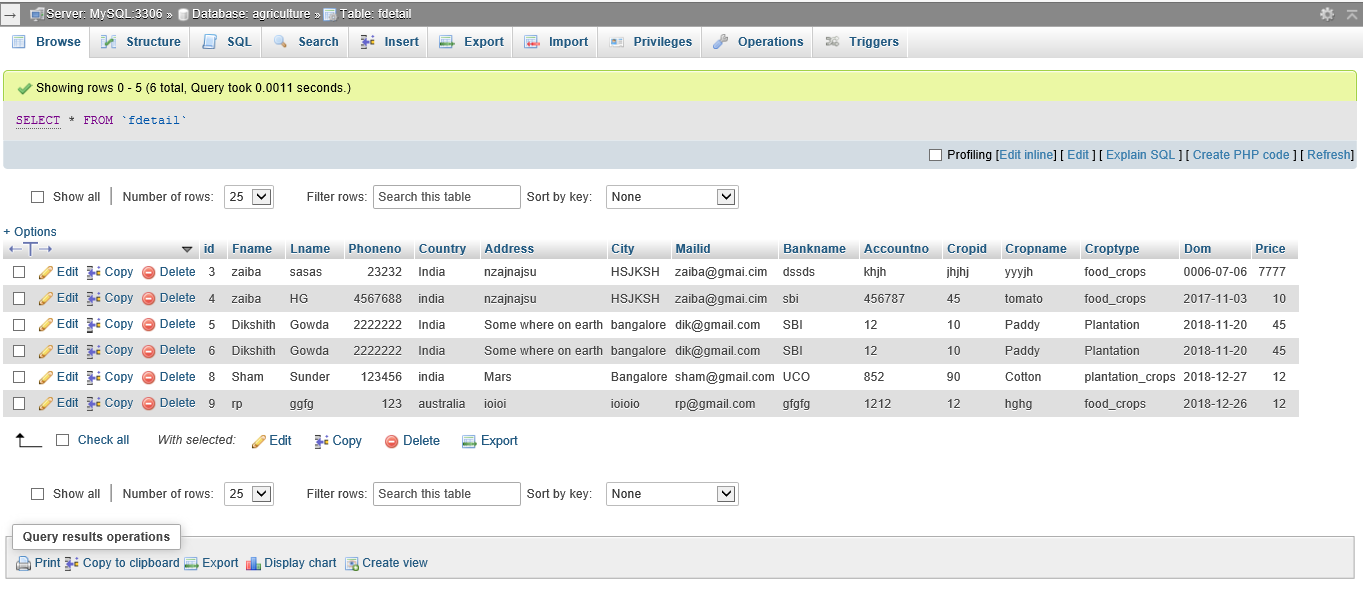 Server: MySQL:3306 » Database: agriculture » Table: fdetail
Browse Structure SQL Search Insert Export Import Privileges Operations Triggers
Showing rows 0 - 5 (6 total, Query took 0.0011 seconds.)
SELECT * FROM `fdetail`
Profiling [Edit inline] [ Edit ] [ Explain SQL ] [ Create PHP code ] [ Refresh]
Show all | Number of rows: 25 Filter rows: Search this table Sort by key: None
+ Options
←T→ id Fname Lname Phoneno Country Address City Mailid Bankname Accountno Cropid Cropname Croptype Dom Price
Edit Copy Delete 3 zaiba sasas 23232 India nzajnajsu HSJKSH zaiba@gmai.cim dssds khjh jhjhj yyyjh food_crops 0006-07-06 7777
Edit Copy Delete 4 zaiba HG 4567688 india nzajnajsu HSJKSH zaiba@gmai.cim sbi 456787 45 tomato food_crops 2017-11-03 10
Edit Copy Delete 5 Dikshith Gowda 2222222 India Some where on earth bangalore dik@gmail.com SBI 12 10 Paddy Plantation 2018-11-20 45
Edit Copy Delete 6 Dikshith Gowda 2222222 India Some where on earth bangalore dik@gmail.com SBI 12 10 Paddy Plantation 2018-11-20 45
Edit Copy Delete 8 Sham Sunder 123456 india Mars Bangalore sham@gmail.com UCO 852 90 Cotton plantation_crops 2018-12-27 12
Edit Copy Delete 9 rp ggfg 123 australia ioioi ioioio rp@gmail.com gfgfg 1212 12 hghg food_crops 2018-12-26 12
Check all With selected: Edit Copy Delete Export
Show all | Number of rows: 25 Filter rows: Search this table Sort by key: None
Query results operations
Print Copy to clipboard Export Display chart Create view